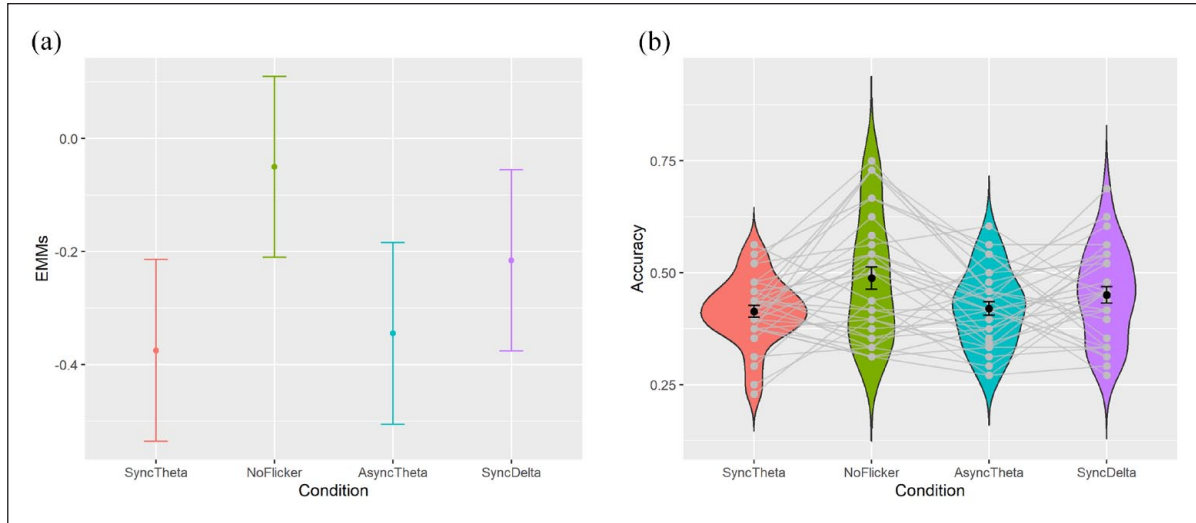 (a)
EMMs
0.0
-0.2
-0.4
SyncTheta NoFlicker AsyncTheta SyncDelta
Condition
(b)
Accuracy
0.75
0.50
0.25
SyncTheta NoFlicker AsyncTheta SyncDelta
Condition